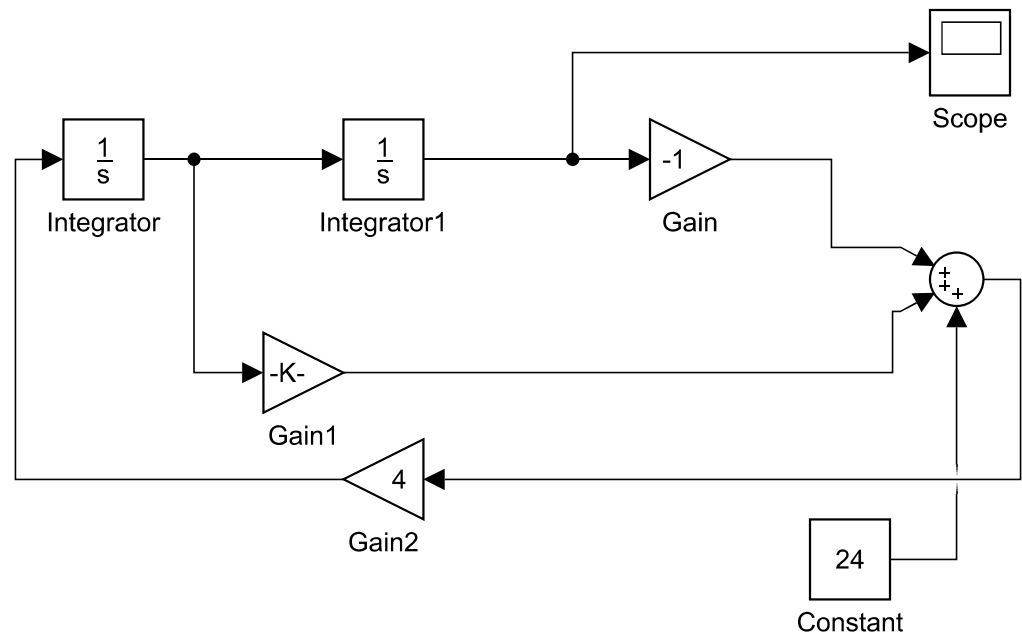 Scope
1
s
Integrator
1
s
Integrator1
-1
Gain
+
+
+
-K-
Gain1
4
Gain2
24
Constant